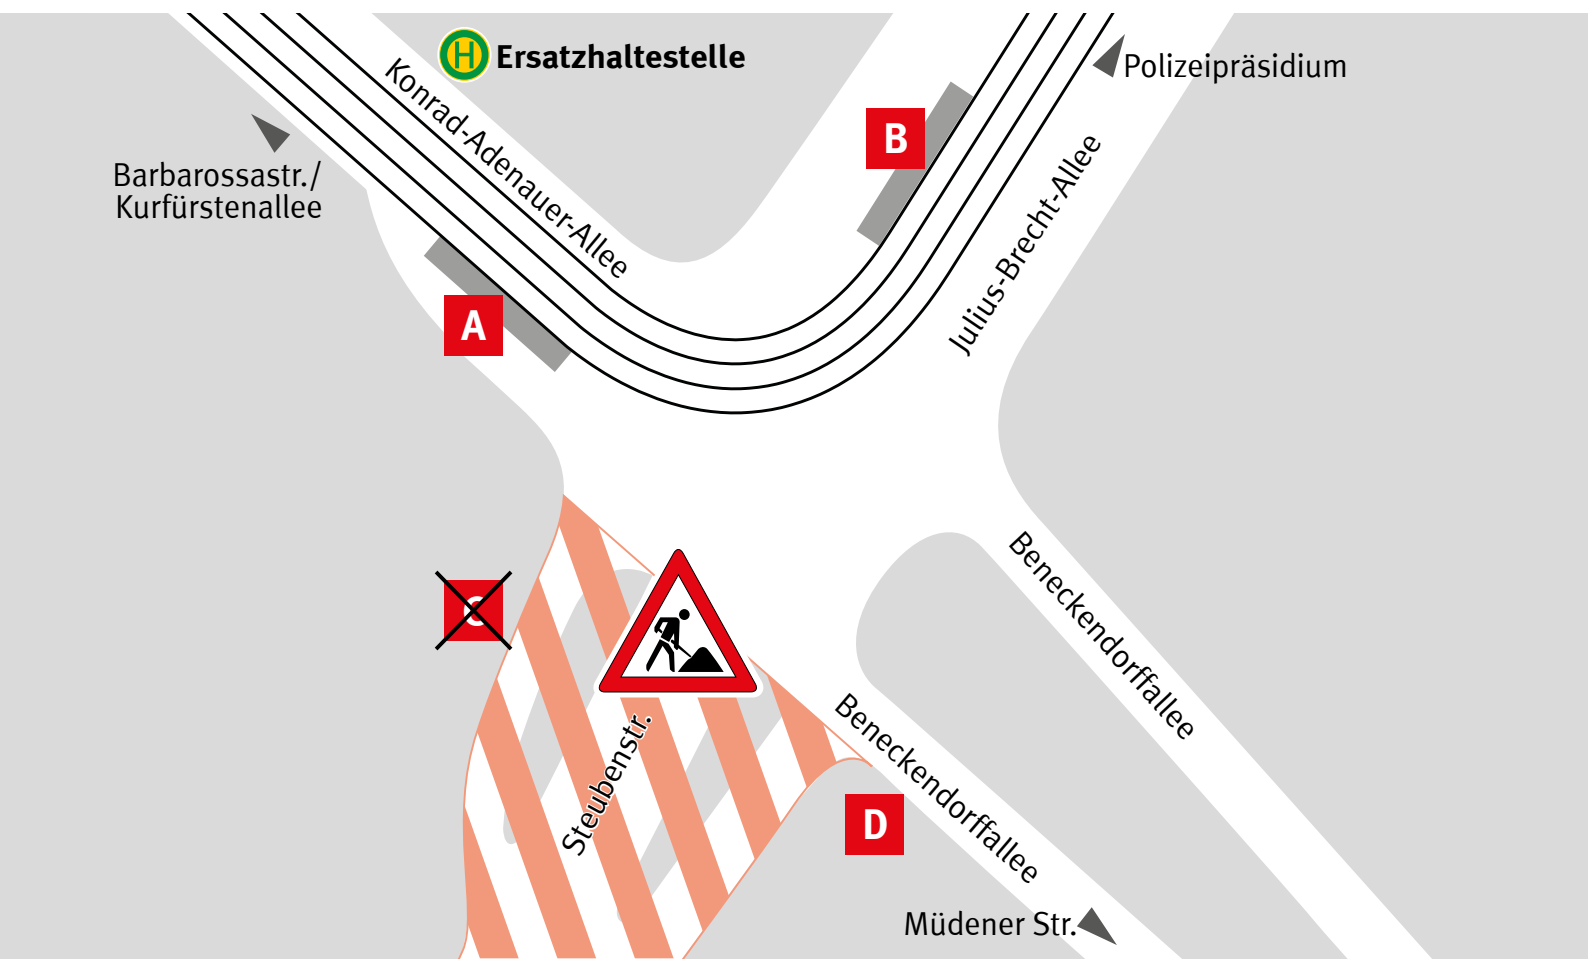 H Ersatzhaltestelle
Konrad-Adenauer-Allee
Polizeipräsidium
B
Barbarossastr./
Kurfürstenallee
Julius-Brecht-Allee
A
C
Beneckendorffallee
Steubenstr.
Beneckendorffallee
D
Müdener Str.